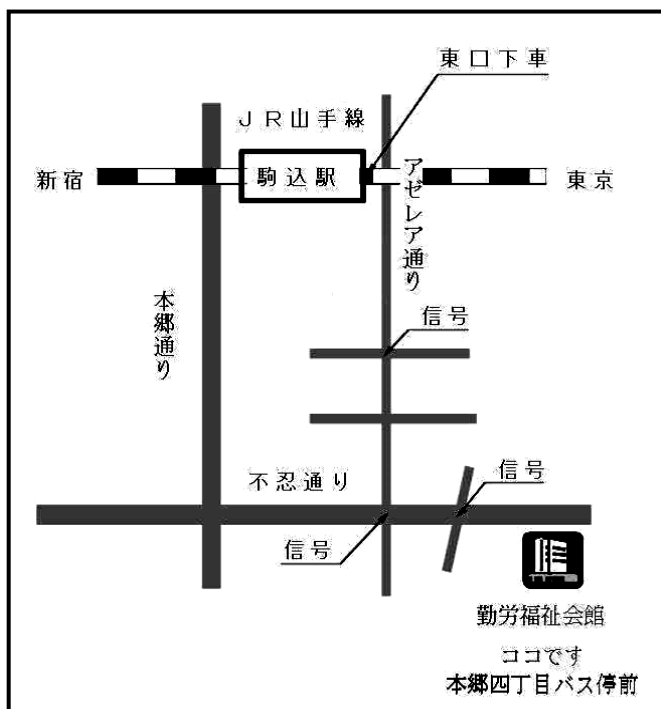 東口下車
JR山手線
新宿
駒込駅
東京
アゼレア通り
本郷通り
信号
不忍通り
信号
信号
勤労福祉会館
ココです
本郷四丁目バス停前